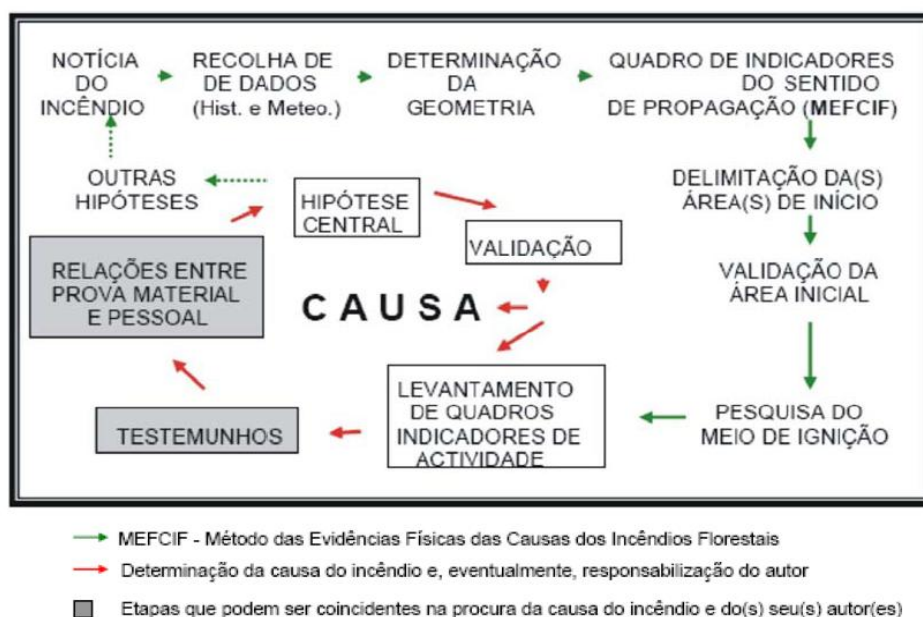 NOTÍCIA
DO
INCÊNDIO
RECOLHA DE
DE DADOS
(Hist. e Meteo.)
DETERMINAÇÃO
DA
GEOMETRIA
QUADRO DE INDICADORES
DO SENTIDO
DE PROPAGAÇÃO (MEFCIF)
DELIMITAÇÃO DA(S)
ÁREA(S) DE INÍCIO
VALIDAÇÃO DA
ÁREA INICIAL
PESQUISA DO
MEIO DE IGNIÇÃO
LEVANTAMENTO
DE QUADROS
INDICADORES DE
ACTIVIDADE
TESTEMUNHOS
RELAÇÕES ENTRE
PROVA MATERIAL
E PESSOAL
HIPÓTESE
CENTRAL
VALIDAÇÃO
CAUSA
OUTRAS
HIPÓTESES
MEFCIF - Método das Evidências Físicas das Causas dos Incêndios Florestais
Determinação da causa do incêndio e, eventualmente, responsabilização do autor
Etapas que podem ser coincidentes na procura da causa do incêndio e do(s) seu(s) autor(es)